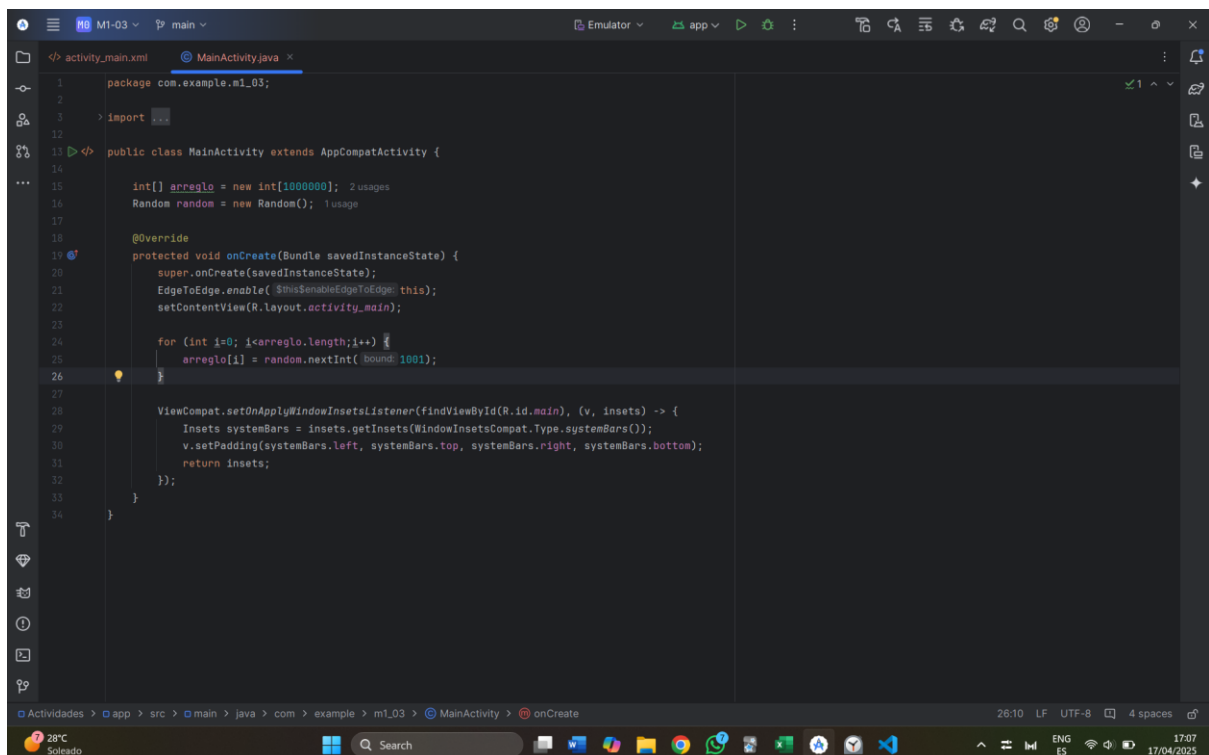 M0 M1-03 main Emulator app
activity_main.xml MainActivity.java
1 package com.example.m1_03; 1
2
3 import ...
12
13 public class MainActivity extends AppCompatActivity {
14
15 int[] arreglo = new int[1000000]; 2 usages
16 Random random = new Random(); 1 usage
17
18 @Override
19 protected void onCreate(Bundle savedInstanceState) {
20 super.onCreate(savedInstanceState);
21 EdgeToEdge.enable( $this$enableEdgeToEdge: this);
22 setContentView(R.layout.activity_main);
23
24 for (int i=0; i<arreglo.length;i++) {
25 arreglo[i] = random.nextInt( bound: 1001);
26 }
27
28 ViewCompat.setOnApplyWindowInsetsListener(findViewById(R.id.main), (v, insets) -> {
29 Insets systemBars = insets.getInsets(WindowInsetsCompat.Type.systemBars());
30 v.setPadding(systemBars.left, systemBars.top, systemBars.right, systemBars.bottom);
31 return insets;
32 });
33 }
34 }
Actividades > app > src > main > java > com > example > m1_03 > MainActivity > onCreate 26:10 LF UTF-8 4 spaces
7 28°C Search ENG 17:07
Soleado ES 17/04/2025